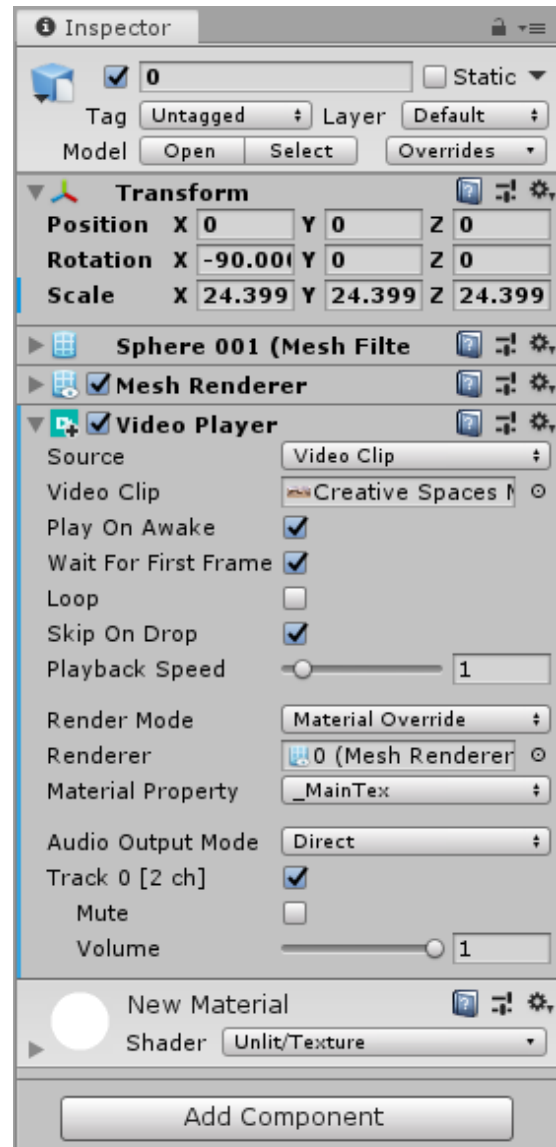 Inspector
0 Static
Tag Untagged Layer Default
Model Open Select Overrides
Transform
Position X 0 Y 0 Z 0
Rotation X -90.00 Y 0 Z 0
Scale X 24.399 Y 24.399 Z 24.399
Sphere 001 (Mesh Filte
Mesh Renderer
Video Player
Source Video Clip
Video Clip Creative Spaces
Play On Awake
Wait For First Frame
Loop
Skip On Drop
Playback Speed 1
Render Mode Material Override
Renderer 0 (Mesh Renderer
Material Property _MainTex
Audio Output Mode Direct
Track 0 [2 ch]
Mute
Volume 1
New Material
Shader Unlit/Texture
Add Component